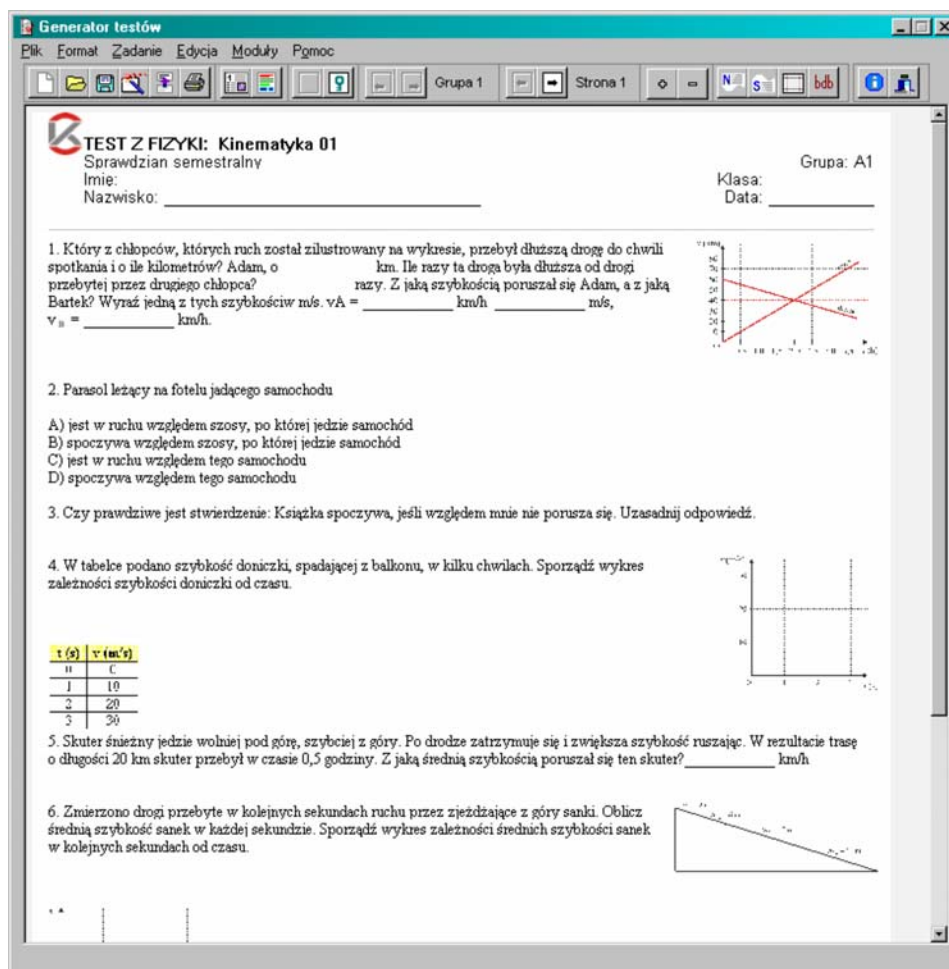 Generator testów
Plik Format Zadanie Edycja Moduły Pomoc
Grupa 1 Strona 1 N S bdb
TEST Z FIZYKI: Kinematyka 01
Sprawdzian semestralny Grupa: A1
Imię: Klasa:
Nazwisko: Data:
1. Który z chłopców, których ruch został zilustrowany na wykresie, przebył dłuższą drogę do chwili
spotkania i o ile kilometrów? Adam, o km. Ile razy ta droga była dłuższa od drogi
przebytej przez drugiego chłopca? razy. Z jaką szybkością poruszał się Adam, a z jaką
Bartek? Wyraź jedną z tych szybkościw m/s. vA = km/h m/s,
v B = km/h.
2. Parasol leżący na fotelu jadącego samochodu
A) jest w ruchu względem szosy, po której jedzie samochód
B) spoczywa względem szosy, po której jedzie samochód
C) jest w ruchu względem tego samochodu
D) spoczywa względem tego samochodu
3. Czy prawdziwe jest stwierdzenie: Książka spoczywa, jeśli względem mnie nie porusza się. Uzasadnij odpowiedź.
4. W tabelce podano szybkość doniczki, spadającej z balkonu, w kilku chwilach. Sporządź wykres
zależności szybkości doniczki od czasu.
t (s) v (m/s)
0 0
1 10
2 20
3 30
5. Skuter śnieżny jedzie wolniej pod górę, szybciej z góry. Po drodze zatrzymuje się i zwiększa szybkość ruszając. W rezultacie trasę
o długości 20 km skuter przebył w czasie 0,5 godziny. Z jaką średnią szybkością poruszał się ten skuter? km/h
6. Zmierzono drogi przebyte w kolejnych sekundach ruchu przez zjeżdżające z góry sanki. Oblicz
średnią szybkość sanek w każdej sekundzie. Sporządź wykres zależności średnich szybkości sanek
w kolejnych sekundach od czasu.